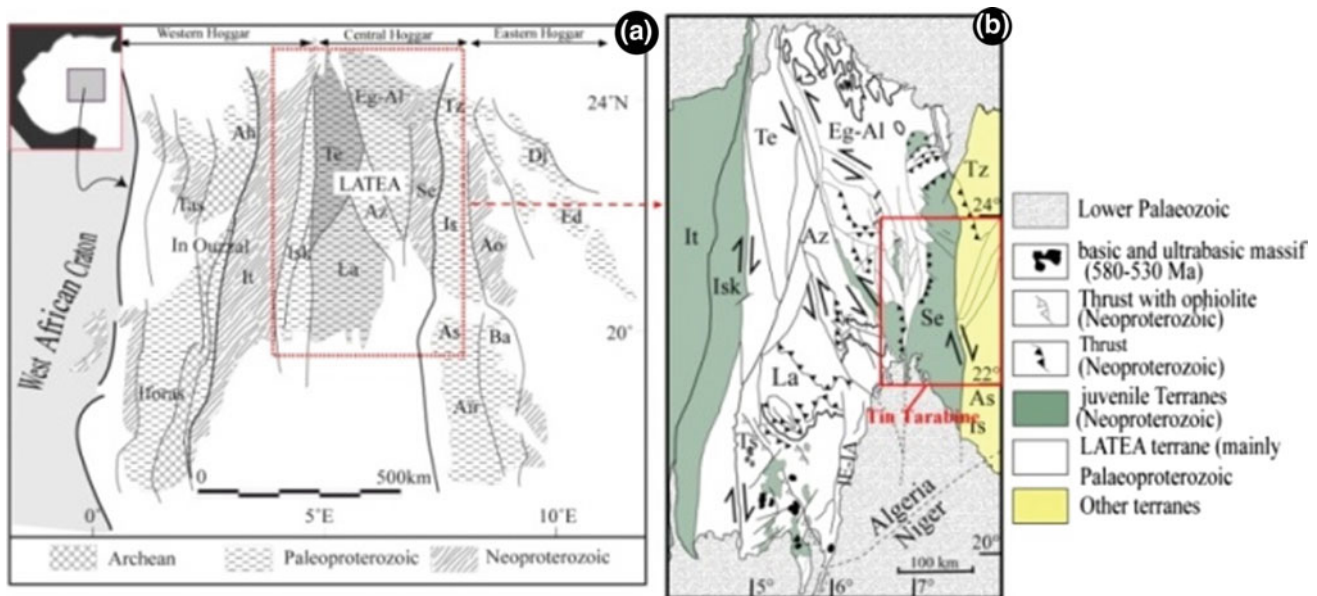 Western Hoggar
Central Hoggar
Eastern Hoggar
(a)
24°N
Eg-Al
Tz
Ah
Te
Dj
LATEA
Tas
Se
Az
Is
Ed
In Ouzzal
Isk
Ao
It
La
20°
As
Ba
West African Craton
Horas
Air
0
500km
0°
5°E
10°E
Archean
Paleoproterozoic
Neoproterozoic
(b)
Te
Eg-Al
Tz
24°
It
Az
Isk
Se
22°
La
As
Tin Tarabine
Is
Ts
IE-IA
Algeria
Niger
20°
100 km
5°
6°
7°
Lower Palaeozoic
basic and ultrabasic massif
(580-530 Ma)
Thrust with ophiolite
(Neoproterozoic)
Thrust
(Neoproterozoic)
juvenile Terranes
(Neoproterozoic)
LATEA terrane (mainly
Palaeoproterozoic
Other terranes